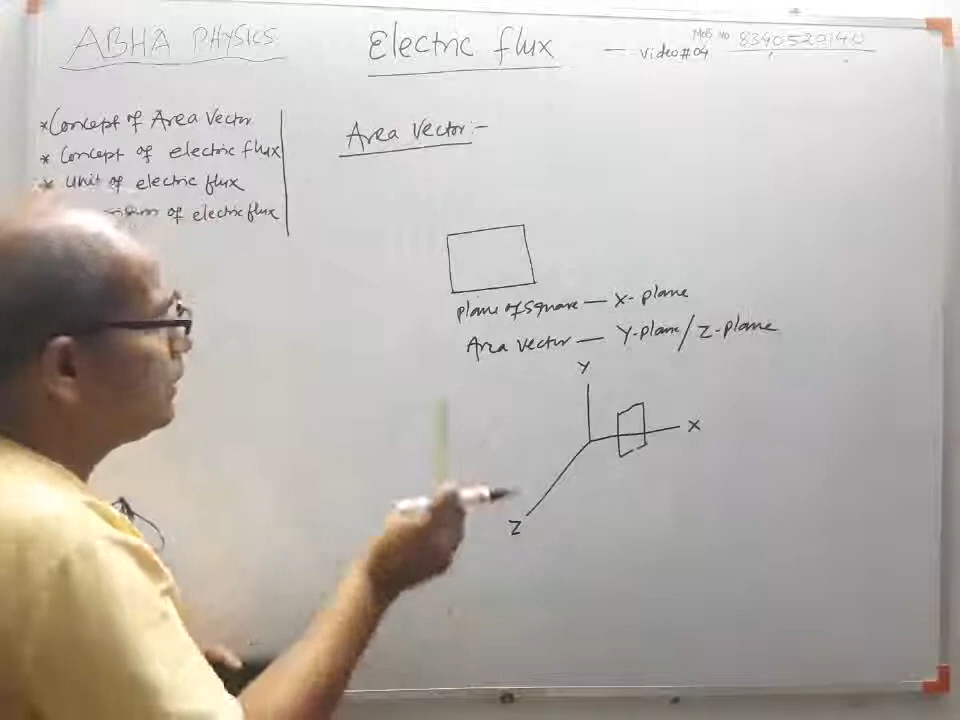 ABHA PHYSICS
Electric flux
— Video#04
Mob No 8340520140
* Concept of Area Vector
* Concept of electric flux
* Unit of electric flux
of electric flux
Area Vector :-
plane of Square — X-plane
Area Vector — Y-plane/Z-plane
Y
X
Z